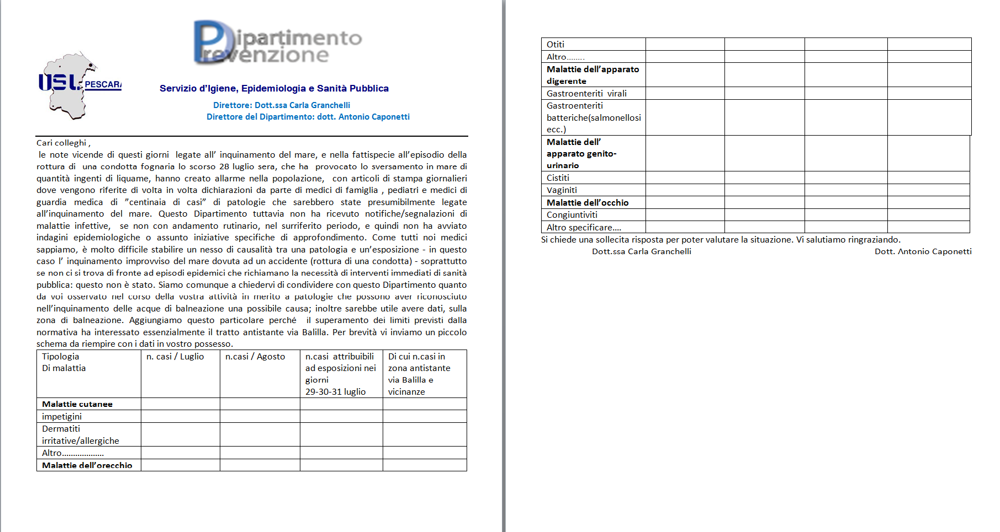 Dipartimento
Prevenzione
USL PESCARA
Servizio d’Igiene, Epidemiologia e Sanità Pubblica
Direttore: Dott.ssa Carla Granchelli
Direttore del Dipartimento: dott. Antonio Caponetti
Cari colleghi ,
le note vicende di questi giorni legate all’ inquinamento del mare, e nella fattispecie all’episodio della
rottura di una condotta fognaria lo scorso 28 luglio sera, che ha provocato lo sversamento in mare di
quantità ingenti di liquame, hanno creato allarme nella popolazione, con articoli di stampa giornalieri
dove vengono riferite di volta in volta dichiarazioni da parte di medici di famiglia , pediatri e medici di
guardia medica di ”centinaia di casi” di patologie che sarebbero state presumibilmente legate
all’inquinamento del mare. Questo Dipartimento tuttavia non ha ricevuto notifiche/segnalazioni di
malattie infettive, se non con andamento rutinario, nel surriferito periodo, e quindi non ha avviato
indagini epidemiologiche o assunto iniziative specifiche di approfondimento. Come tutti noi medici
sappiamo, è molto difficile stabilire un nesso di causalità tra una patologia e un’esposizione - in questo
caso l’ inquinamento improvviso del mare dovuta ad un accidente (rottura di una condotta) - soprattutto
se non ci si trova di fronte ad episodi epidemici che richiamano la necessità di interventi immediati di sanità
pubblica: questo non è stato. Siamo comunque a chiedervi di condividere con questo Dipartimento quanto
da voi osservato nel corso della vostra attività in merito a patologie che possono aver riconosciuto
nell’inquinamento delle acque di balneazione una possibile causa; inoltre sarebbe utile avere dati, sulla
zona di balneazione. Aggiungiamo questo particolare perché il superamento dei limiti previsti dalla
normativa ha interessato essenzialmente il tratto antistante via Balilla. Per brevità vi inviamo un piccolo
schema da riempire con i dati in vostro possesso.
Tipologia
Di malattia
n. casi / Luglio
n.casi / Agosto
n.casi attribuibili
ad esposizioni nei
giorni
29-30-31 luglio
Di cui n.casi in
zona antistante
via Balilla e
vicinanze
Malattie cutanee
impetigini
Dermatiti
irritative/allergiche
Altro...................
Malattie dell’orecchio
Otiti
Altro........
Malattie dell’apparato
digerente
Gastroenteriti virali
Gastroenteriti
batteriche(salmonellosi
ecc.)
Malattie dell’
apparato genito-
urinario
Cistiti
Vaginiti
Malattie dell’occhio
Congiuntiviti
Altro specificare....
Si chiede una sollecita risposta per poter valutare la situazione. Vi salutiamo ringraziando.
Dott.ssa Carla Granchelli Dott. Antonio Caponetti